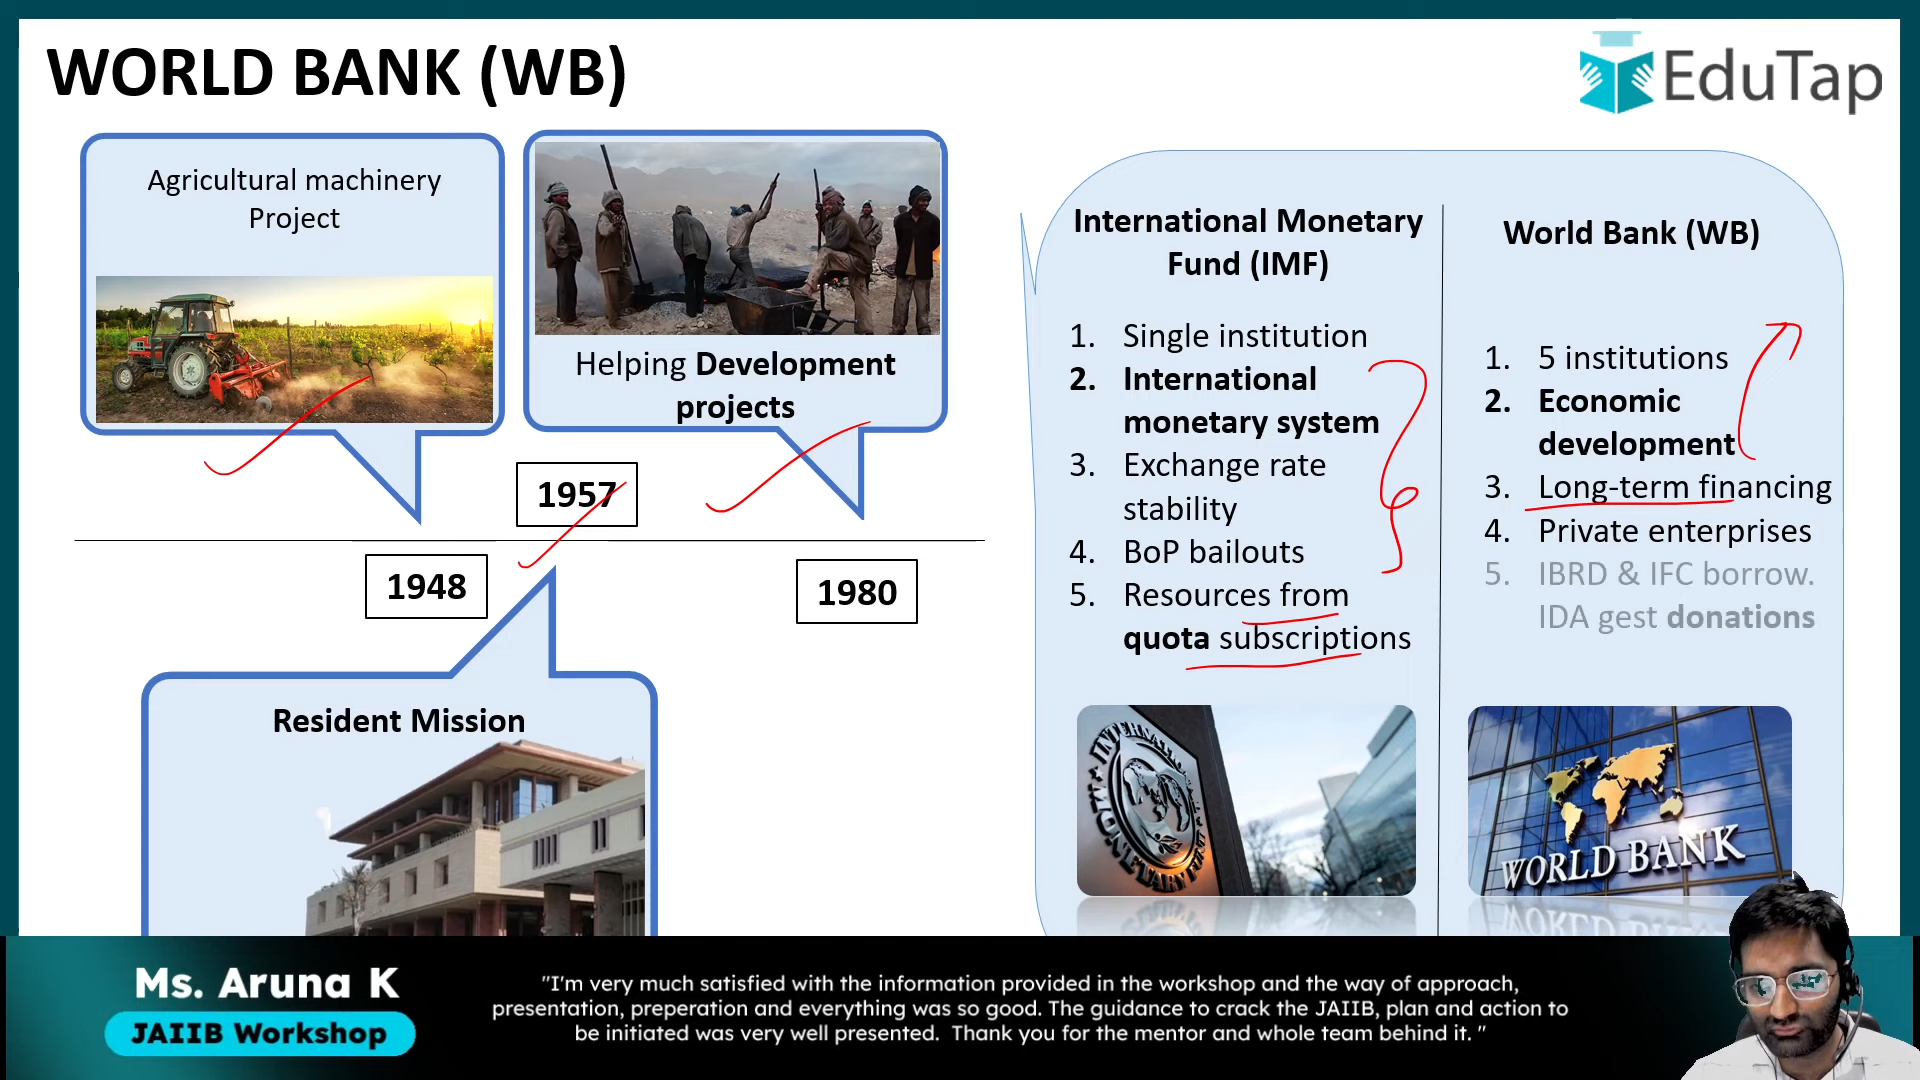 WORLD BANK (WB)
EduTap
Agricultural machinery
Project
Helping Development
projects
1957
1948
1980
Resident Mission
International Monetary
Fund (IMF)
1. Single institution
2. International
monetary system
3. Exchange rate
stability
4. BoP bailouts
5. Resources from
quota subscriptions
World Bank (WB)
1. 5 institutions
2. Economic
development
3. Long-term financing
4. Private enterprises
5. IBRD & IFC borrow.
IDA gest donations
WORLD BANK
Ms. Aruna K
JAIIB Workshop
"I'm very much satisfied with the information provided in the workshop and the way of approach,
presentation, preperation and everything was so good. The guidance to crack the JAIIB, plan and action to
be initiated was very well presented. Thank you for the mentor and whole team behind it. "